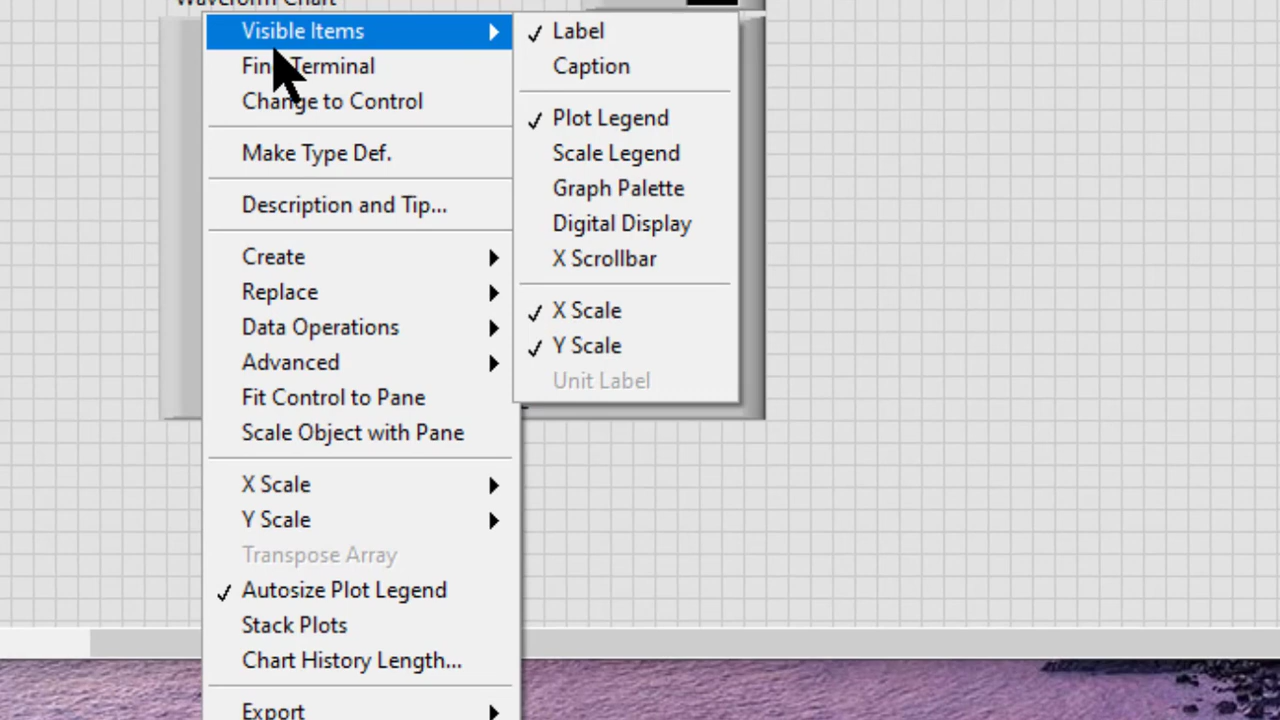 Waveform Chart
Visible Items
Find Terminal
Change to Control
Make Type Def.
Description and Tip...
Create
Replace
Data Operations
Advanced
Fit Control to Pane
Scale Object with Pane
X Scale
Y Scale
Transpose Array
Autosize Plot Legend
Stack Plots
Chart History Length...
Export
Label
Caption
Plot Legend
Scale Legend
Graph Palette
Digital Display
X Scrollbar
X Scale
Y Scale
Unit Label